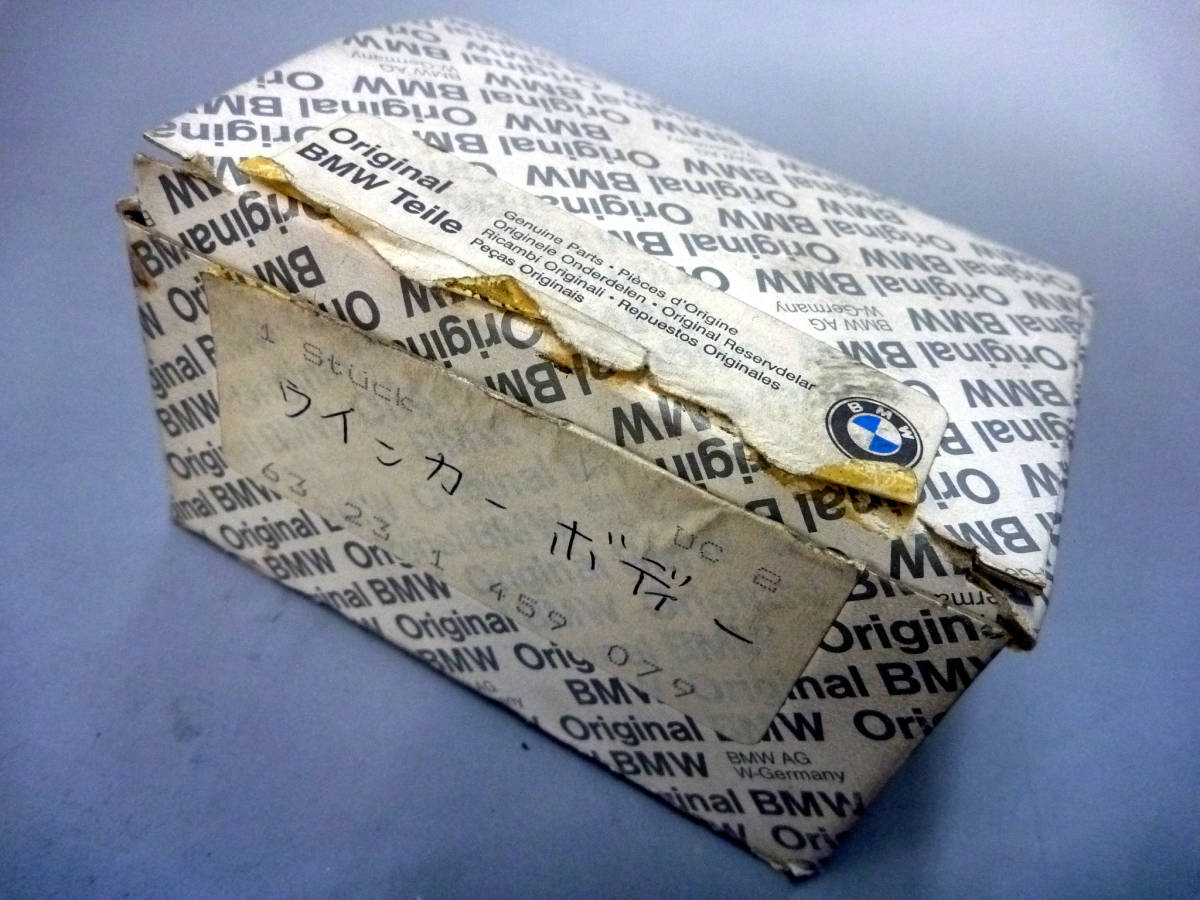 Original
BMW Teile
Genuine Parts • Pièces d'Origine
Originele Onderdelen • Original Reservdelar
Ricambi Originali • Repuestos Originales
Peças Originais
BMW
1 Stück
UC 2
ウインカー ボディー
63 23 1 459 079
Original BMW
BMW AG
W-Germany